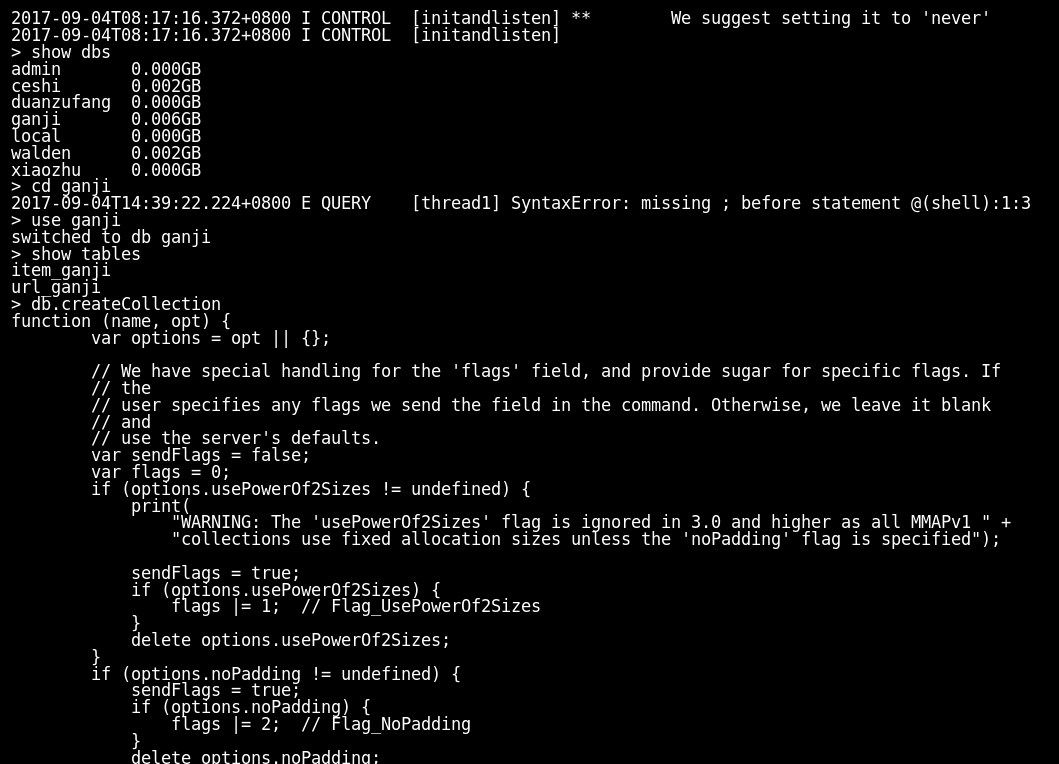 2017-09-04T08:17:16.372+0800 I CONTROL  [initandlisten] **        We suggest setting it to 'never'
2017-09-04T08:17:16.372+0800 I CONTROL  [initandlisten]
> show dbs
admin       0.000GB
ceshi       0.002GB
duanzufang  0.000GB
ganji       0.006GB
local       0.000GB
walden      0.002GB
xiaozhu     0.000GB
> cd ganji
2017-09-04T14:39:22.224+0800 E QUERY    [thread1] SyntaxError: missing ; before statement @(shell):1:3
> use ganji
switched to db ganji
> show tables
item_ganji
url_ganji
> db.createCollection
function (name, opt) {
        var options = opt || {};

        // We have special handling for the 'flags' field, and provide sugar for specific flags. If
        // the
        // user specifies any flags we send the field in the command. Otherwise, we leave it blank
        // and
        // use the server's defaults.
        var sendFlags = false;
        var flags = 0;
        if (options.usePowerOf2Sizes != undefined) {
            print(
                "WARNING: The 'usePowerOf2Sizes' flag is ignored in 3.0 and higher as all MMAPv1 " +
                "collections use fixed allocation sizes unless the 'noPadding' flag is specified");

            sendFlags = true;
            if (options.usePowerOf2Sizes) {
                flags |= 1;  // Flag_UsePowerOf2Sizes
            }
            delete options.usePowerOf2Sizes;
        }
        if (options.noPadding != undefined) {
            sendFlags = true;
            if (options.noPadding) {
                flags |= 2;  // Flag_NoPadding
            }
            delete options.noPadding;